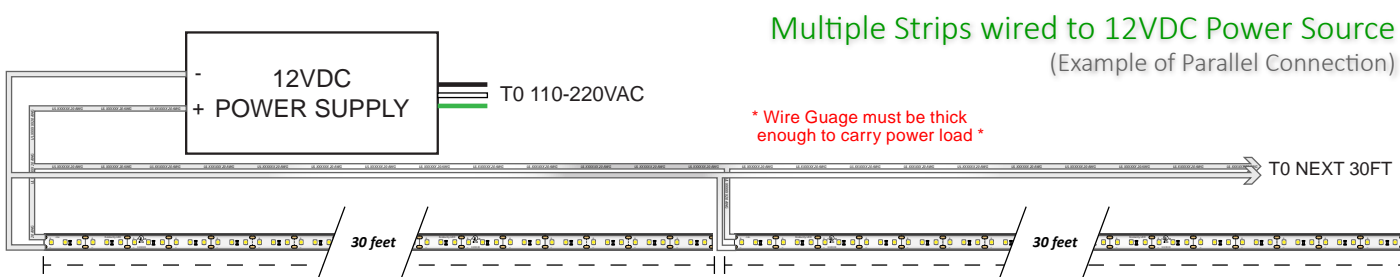 Multiple Strips wired to 12VDC Power Source
(Example of Parallel Connection)
-
12VDC
+ POWER SUPPLY
T0 110-220VAC
* Wire Guage must be thick
enough to carry power load *
T0 NEXT 30FT
30 feet
30 feet